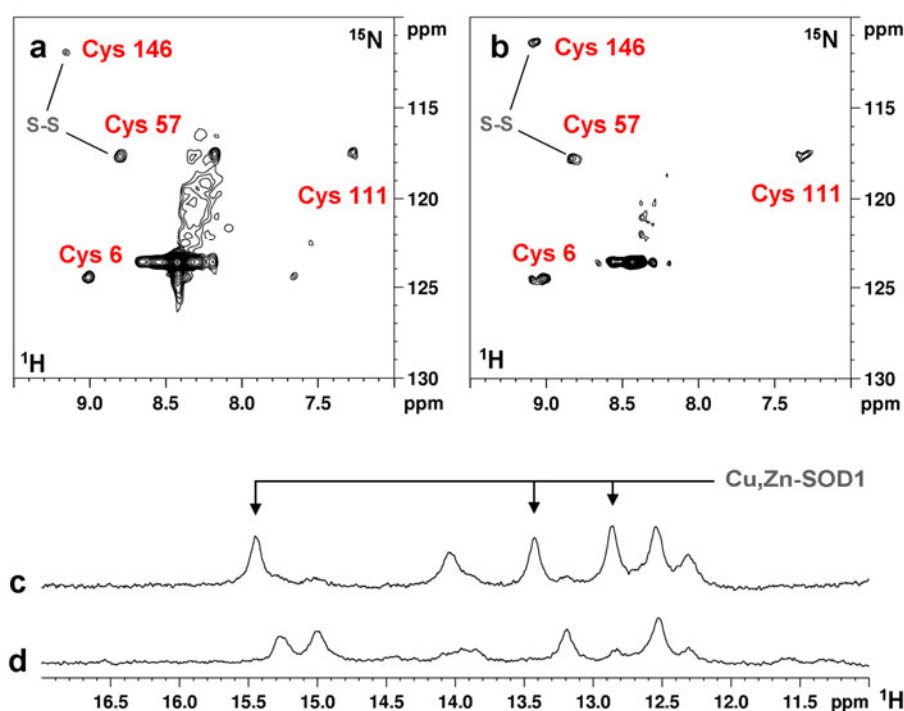 a Cys 146 ¹⁵N ppm
S-S Cys 57 115
Cys 111 120
Cys 6 125
¹H 130
9.0 8.5 8.0 7.5 ppm
b Cys 146 ¹⁵N ppm
S-S Cys 57 115
Cys 111 120
Cys 6 125
¹H 130
9.0 8.5 8.0 7.5 ppm
Cu,Zn-SOD1
c
d
16.5 16.0 15.5 15.0 14.5 14.0 13.5 13.0 12.5 12.0 11.5 ppm ¹H